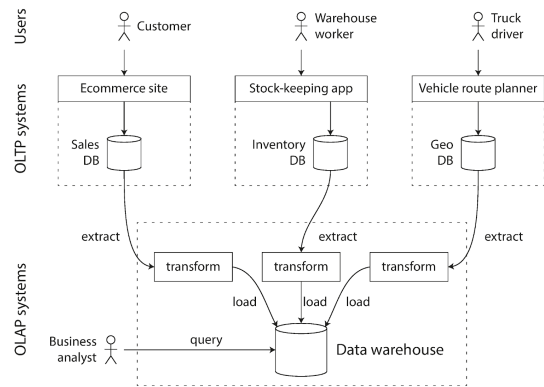 Users
Customer
Warehouse
worker
Truck
driver
OLTP systems
Ecommerce site
Stock-keeping app
Vehicle route planner
Sales
DB
Inventory
DB
Geo
DB
extract
extract
extract
OLAP systems
transform
transform
transform
load
load
load
Business
analyst
query
Data warehouse